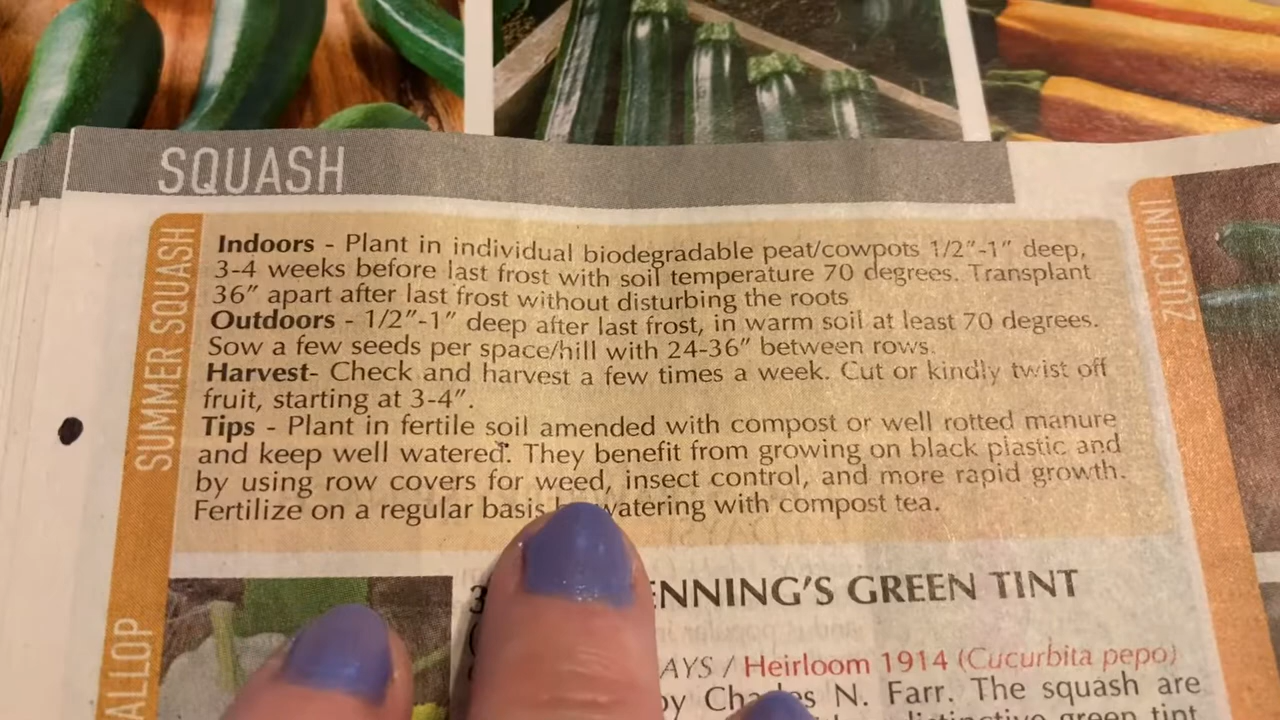 SQUASH
SUMMER SQUASH
Indoors - Plant in individual biodegradable peat/cowpots 1/2"-1" deep,
3-4 weeks before last frost with soil temperature 70 degrees. Transplant
36" apart after last frost without disturbing the roots
Outdoors - 1/2"-1" deep after last frost, in warm soil at least 70 degrees.
Sow a few seeds per space/hill with 24-36" between rows.
Harvest- Check and harvest a few times a week. Cut or kindly twist off
fruit, starting at 3-4".
Tips - Plant in fertile soil amended with compost or well rotted manure
and keep well watered. They benefit from growing on black plastic and
by using row covers for weed, insect control, and more rapid growth.
Fertilize on a regular basis watering with compost tea.
ZUCCHINI
ALLOP
ENNING'S GREEN TINT
AYS / Heirloom 1914 (Cucurbita pepo)
by Charles N. Farr. The squash are
distinctive green tint